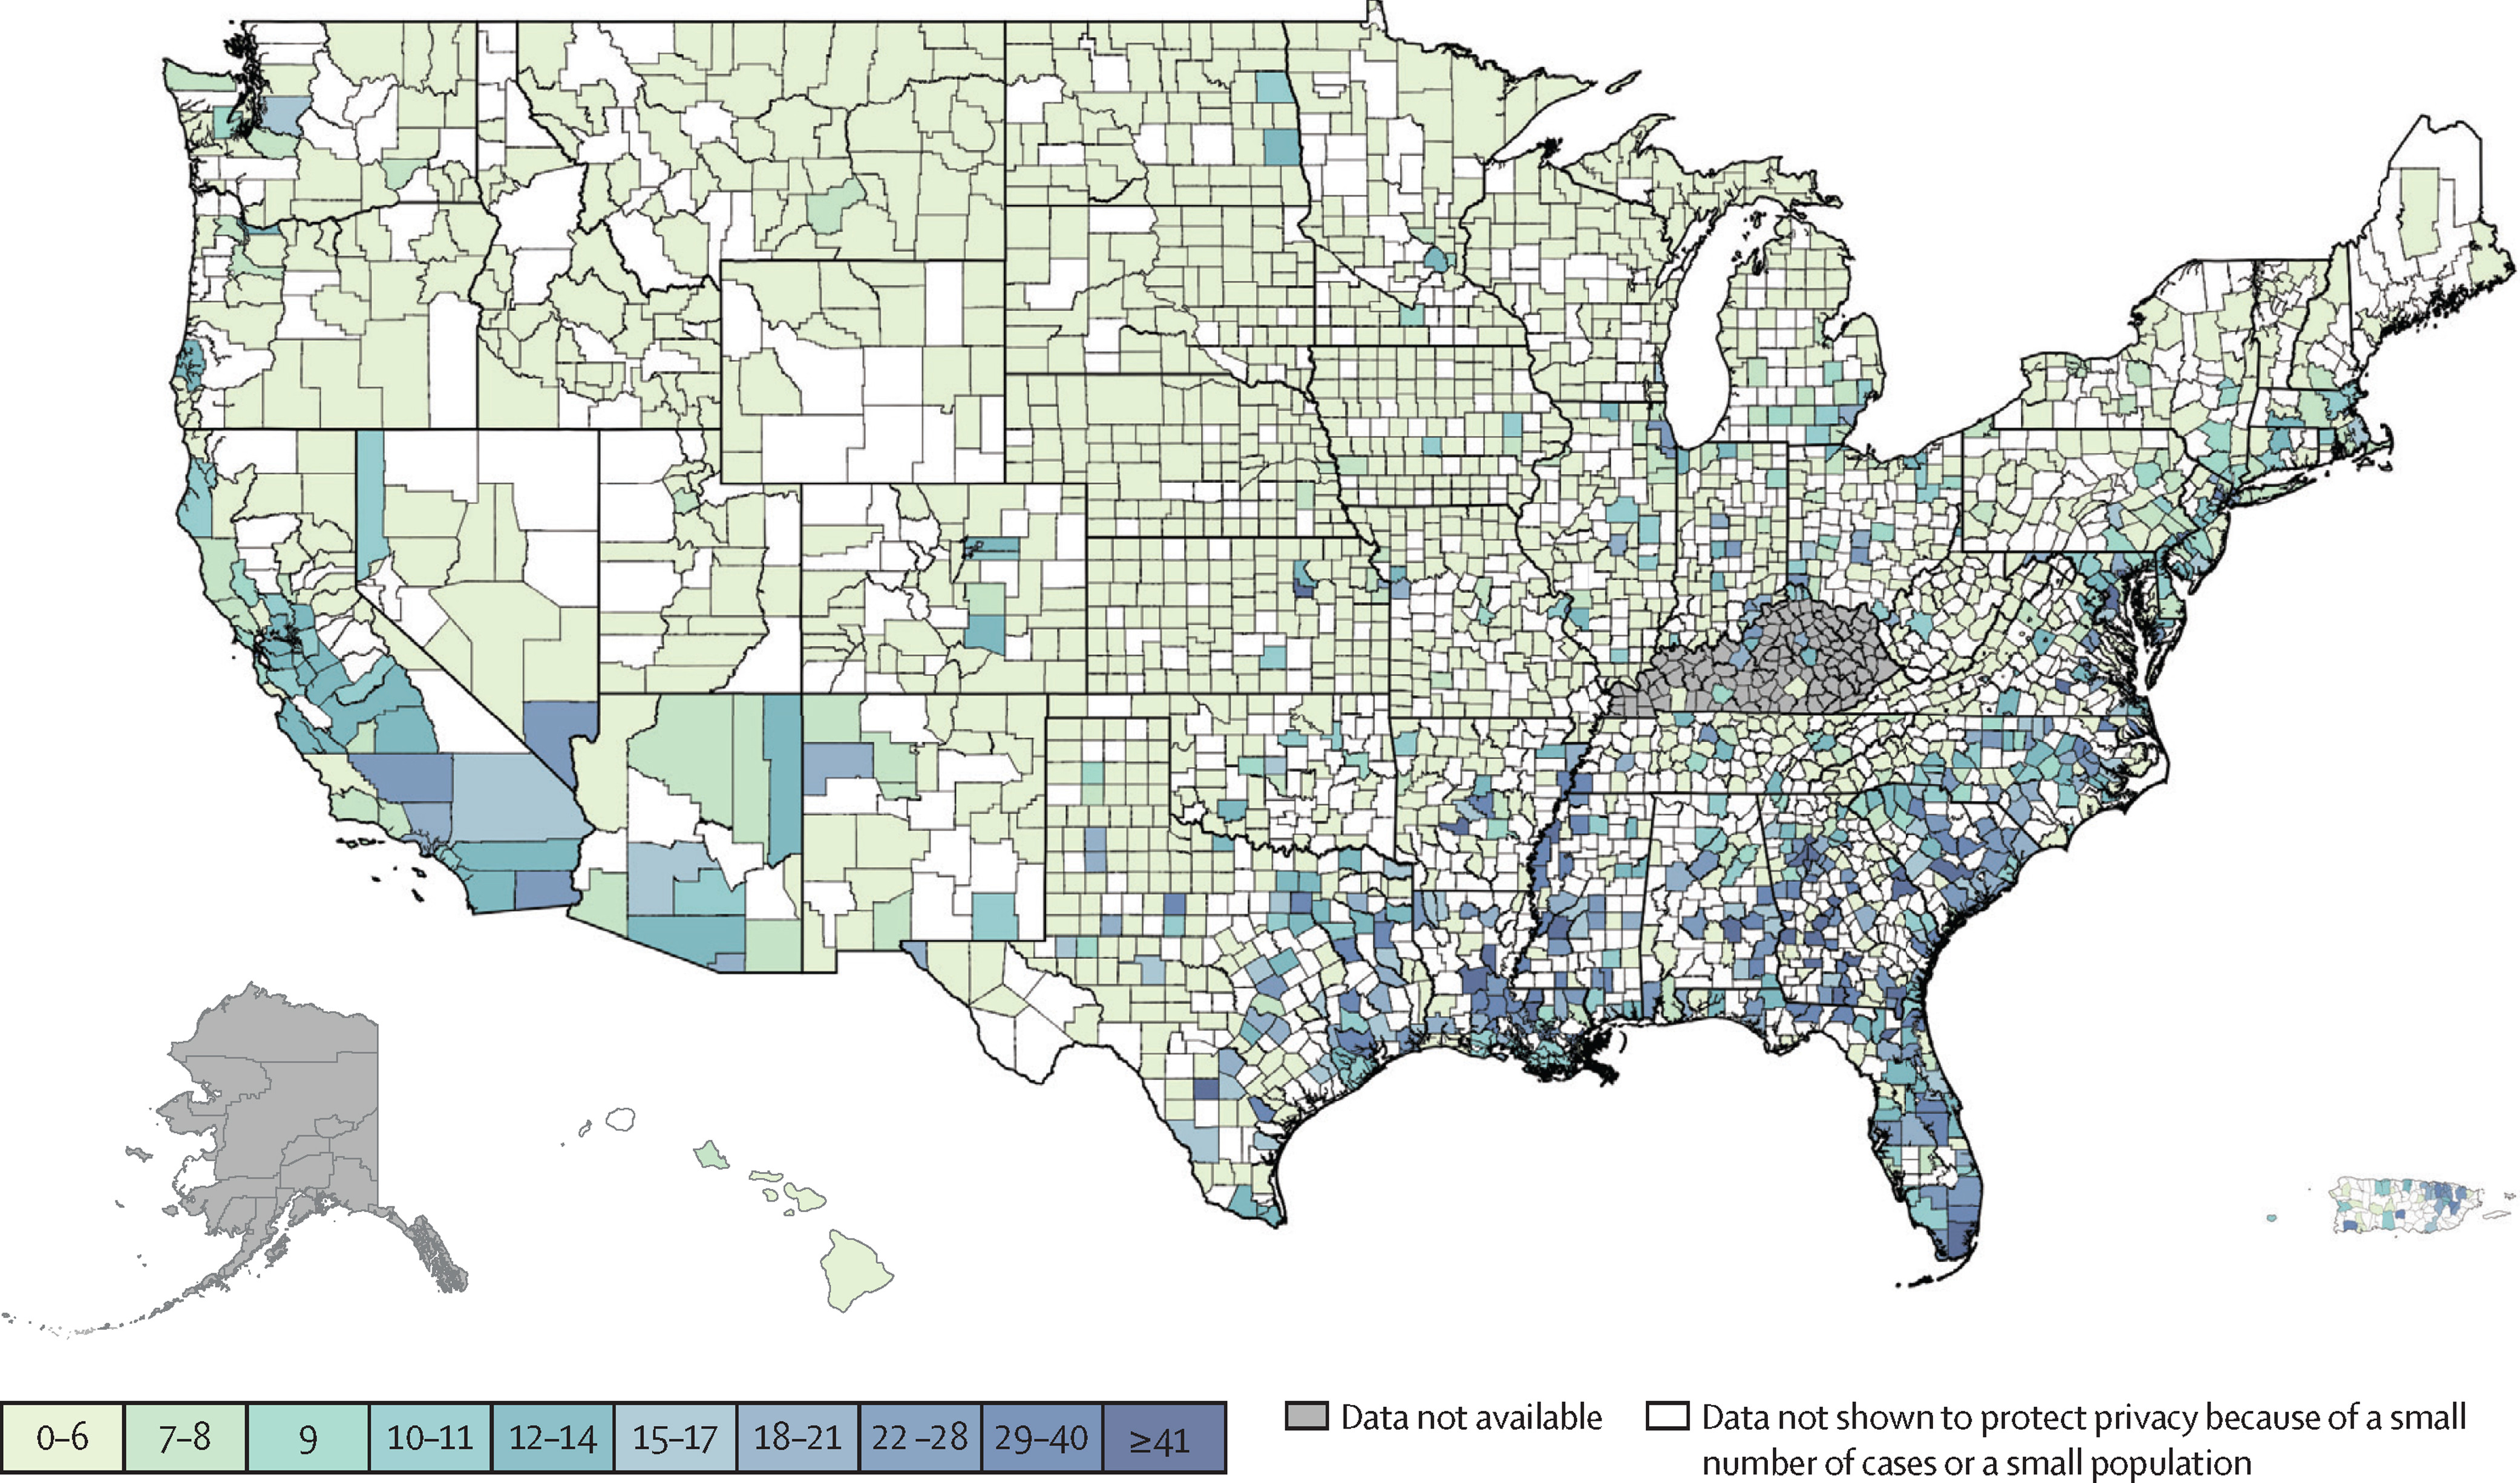 0–6 7–8 9 10–11 12–14 15–17 18–21 22 –28 29–40 ≥41
Data not available
Data not shown to protect privacy because of a small
number of cases or a small population